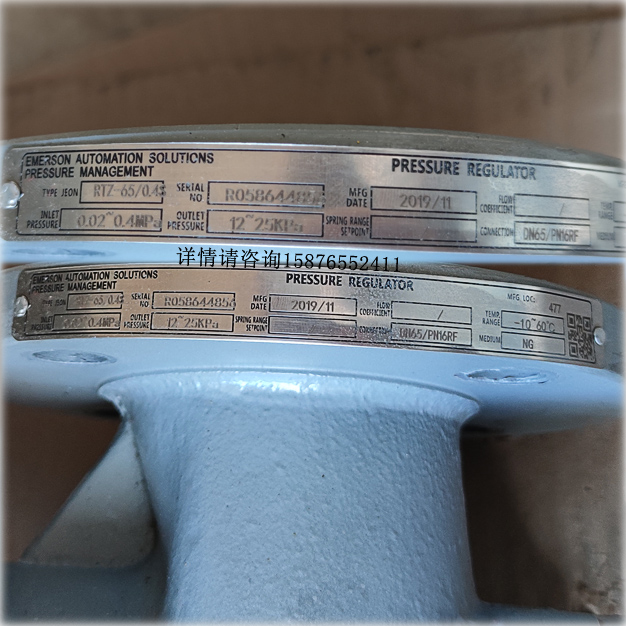 EMERSON AUTOMATION SOLUTIONS
PRESSURE MANAGEMENT
PRESSURE REGULATOR
TYPE JEON RTZ-65/0.4 SERIAL NO MFG DATE 2019/11 FLOW COEFFICIENT /
INLET PRESSURE 0.02~0.4MPa OUTLET PRESSURE 12~25KPa SPRING RANGE SETPOINT CONNECTION DN65/PN16RF
详情请咨询15876552411
EMERSON AUTOMATION SOLUTIONS
PRESSURE MANAGEMENT
PRESSURE REGULATOR
MFG. LOC: 477
SERIAL NO R058644856 MFG DATE 2019/11 FLOW COEFFICIENT / TEMP. RANGE -10~60℃
PRESSURE 0.4MPa OUTLET PRESSURE 12~25KPa SPRING RANGE SETPOINT CONNECTION DN65/PN16RF MEDIUM NG